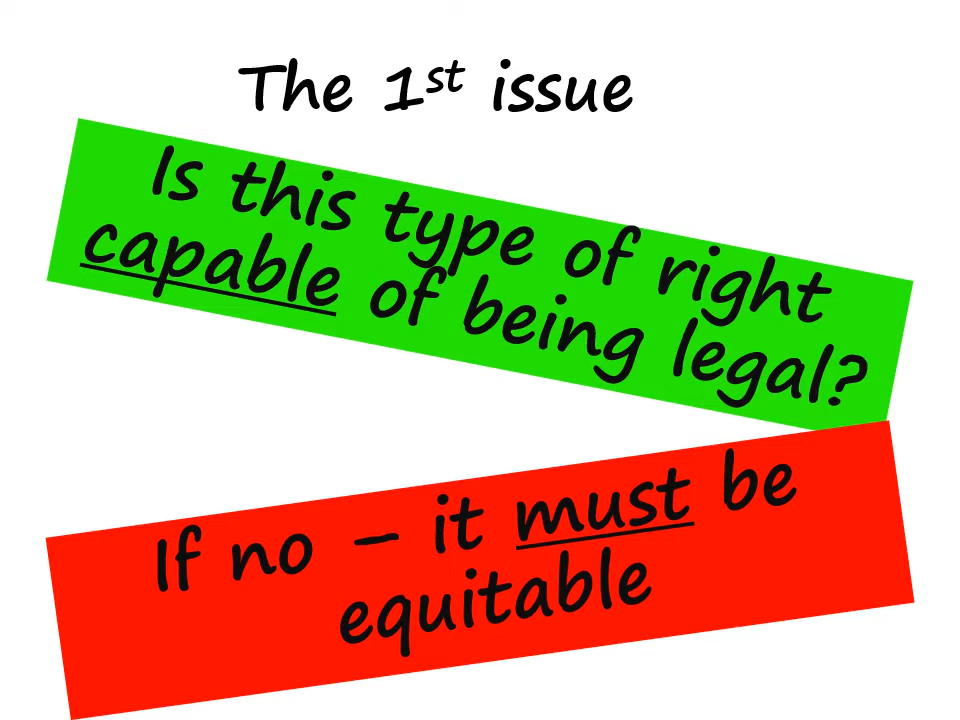 The 1st issue
Is this type of right
capable of being legal?
If no – it must be
equitable